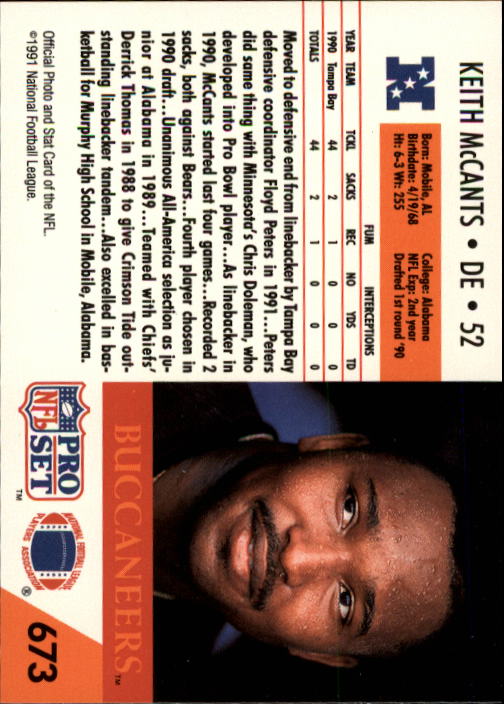 KEITH McCANTS • DE • 52
N
Born: Mobile, AL
Birthdate: 4/19/68
Ht: 6-3 Wt: 255
College: Alabama
NFL Exp: 2nd year
Drafted 1st round '90
FUM INTERCEPTIONS
YEAR TEAM TCKL SACKS REC NO YDS TD
1990 Tampa Bay 44 2 1 0 0 0
TOTALS 44 2 1 0 0 0
Moved to defensive end from linebacker by Tampa Bay
defensive coordinator Floyd Peters in 1991...Peters
did same thing with Minnesota's Chris Doleman, who
developed into Pro Bowl player...As linebacker in
1990, McCants started last four games...Recorded 2
sacks, both against Bears...Fourth player chosen in
1990 draft...Unanimous All-America selection as ju-
nior at Alabama in 1989...Teamed with Chiefs'
Derrick Thomas in 1988 to give Crimson Tide out-
standing linebacker tandem...Also excelled in bas-
ketball for Murphy High School in Mobile, Alabama.
Official Photo and Stat Card of the NFL.
©1991 National Football League.
BUCCANEERS™
NFL
PRO
SET
™
NATIONAL FOOTBALL LEAGUE
PLAYERS ASSOCIATION
®
673